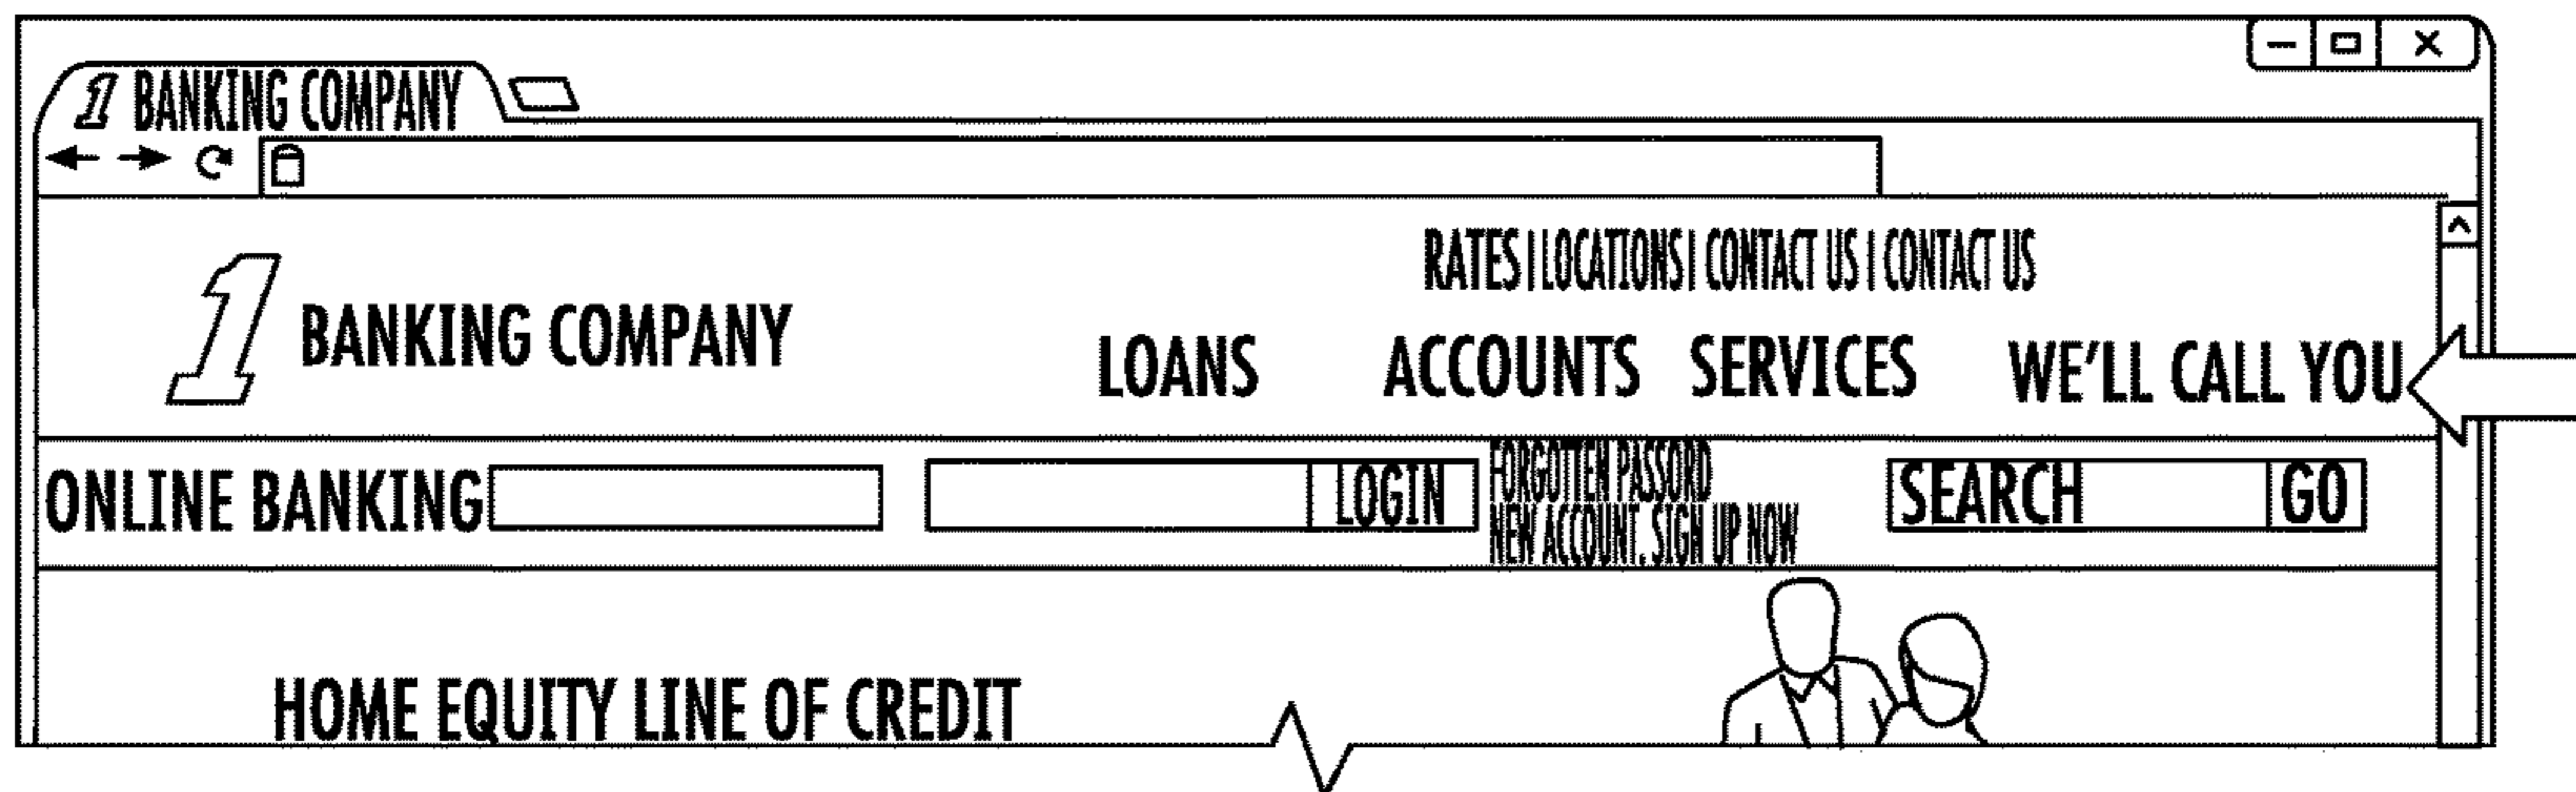 1 BANKING COMPANY
RATES | LOCATIONS | CONTACT US | CONTACT US
1 BANKING COMPANY
LOANS ACCOUNTS SERVICES WE'LL CALL YOU
ONLINE BANKING LOGIN
FORGOTTEN PASSORD
NEW ACCOUNT. SIGN UP NOW
SEARCH GO
HOME EQUITY LINE OF CREDIT